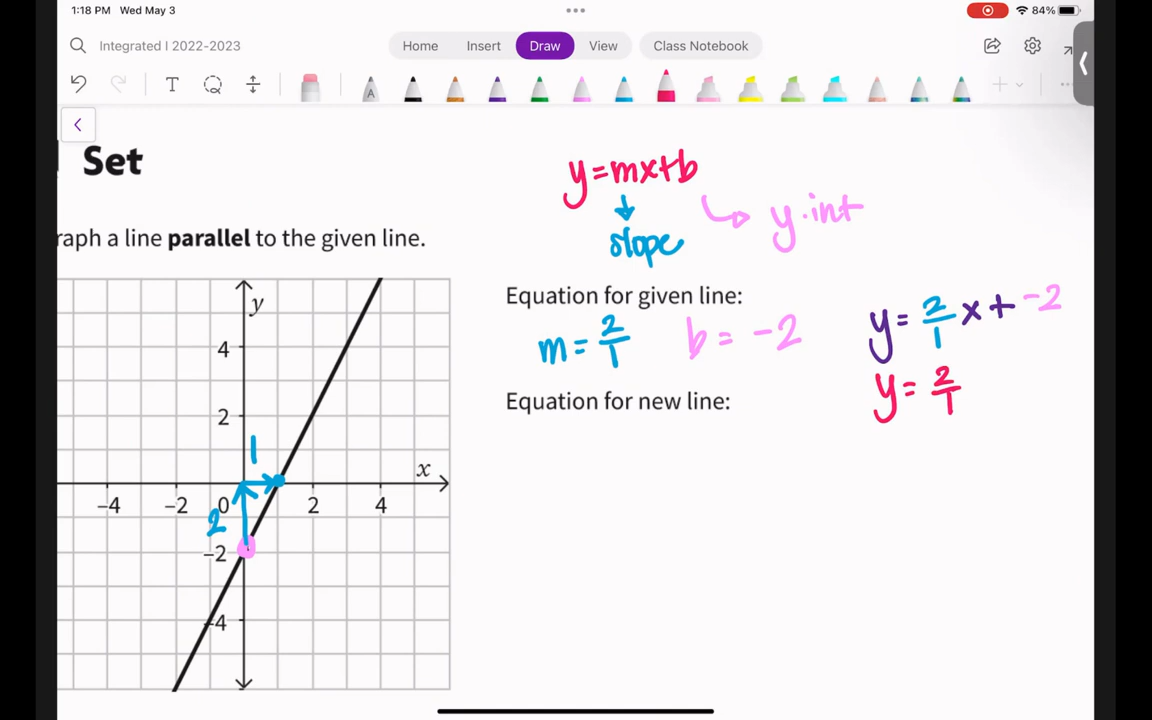 1:18 PM Wed May 3
84%
Integrated I 2022-2023
Home Insert Draw View Class Notebook
T
A
Set
y=mx+b
slope
y.int
raph a line parallel to the given line.
y
4
2
1
x
-4 -2 0 2 4
2
-2
-4
Equation for given line:
m = 2/1 b = -2
y = 2/1 x + -2
Equation for new line:
y = 2/1